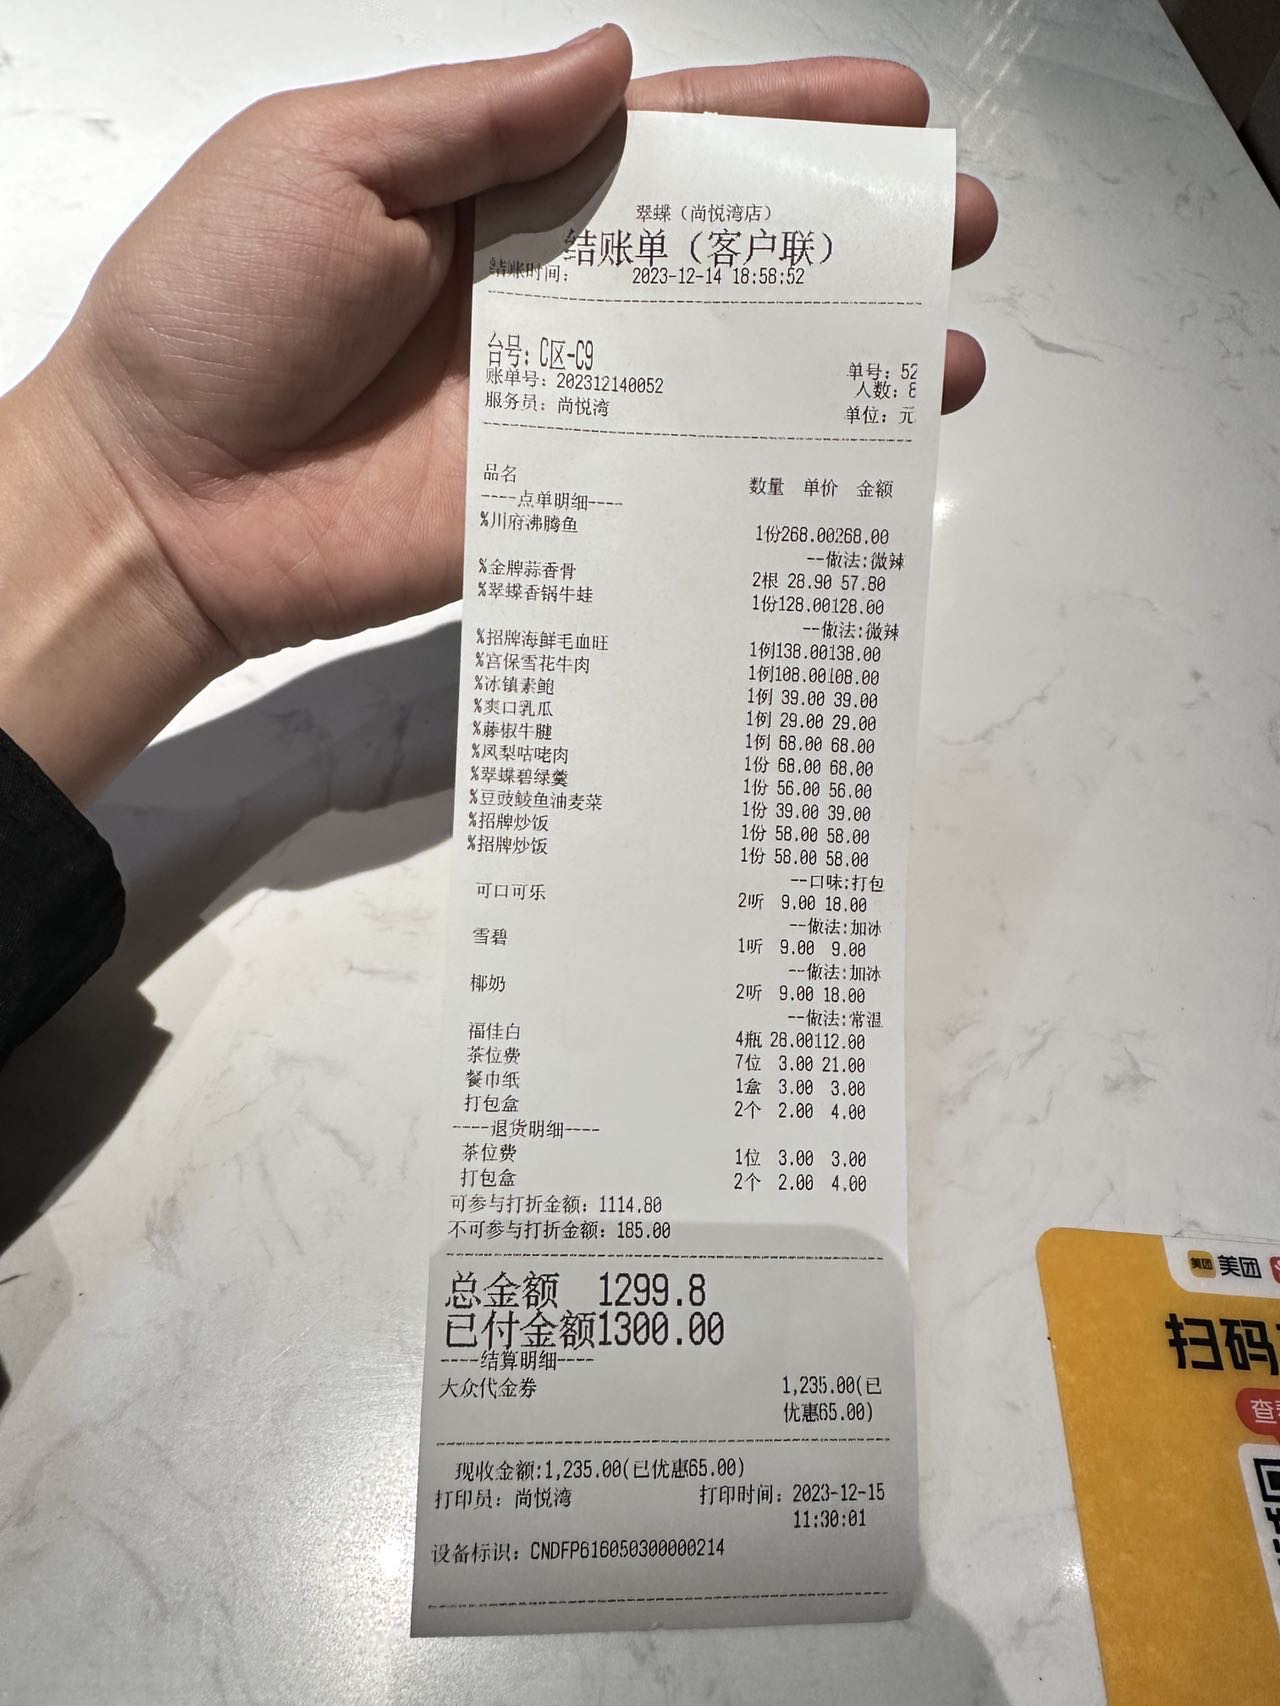 翠蝶（尚悦湾店）
结账单（客户联）
结账时间： 2023-12-14 18:58:52
台号：C区-C9
单号：52
账单号：202312140052
人数：8
服务员：尚悦湾
单位：元
品名 数量 单价 金额
----点单明细----
%川府沸腾鱼 1份268.00268.00
--做法:微辣
%金牌蒜香骨 2根 28.90 57.80
%翠蝶香锅牛蛙 1份128.00128.00
--做法:微辣
%招牌海鲜毛血旺 1例138.00138.00
%宫保雪花牛肉 1例108.00108.00
%冰镇素鲍 1例 39.00 39.00
%爽口乳瓜 1例 29.00 29.00
%藤椒牛腱 1例 68.00 68.00
%凤梨咕咾肉 1份 68.00 68.00
%翠蝶碧绿羹 1份 56.00 56.00
%豆豉鲮鱼油麦菜 1份 39.00 39.00
%招牌炒饭 1份 58.00 58.00
%招牌炒饭 1份 58.00 58.00
--口味:打包
可口可乐 2听 9.00 18.00
--做法:加冰
雪碧 1听 9.00 9.00
--做法:加冰
椰奶 2听 9.00 18.00
--做法:常温
福佳白 4瓶 28.00112.00
茶位费 7位 3.00 21.00
餐巾纸 1盒 3.00 3.00
打包盒 2个 2.00 4.00
----退货明细----
茶位费 1位 3.00 3.00
打包盒 2个 2.00 4.00
可参与打折金额：1114.80
不可参与打折金额：185.00
总金额 1299.8
已付金额1300.00
----结算明细----
大众代金券 1,235.00(已
优惠65.00)
现收金额:1,235.00(已优惠65.00)
打印员：尚悦湾 打印时间：2023-12-15
11:30:01
设备标识：CNDFP616050300000214
美团 美团
扫码
查